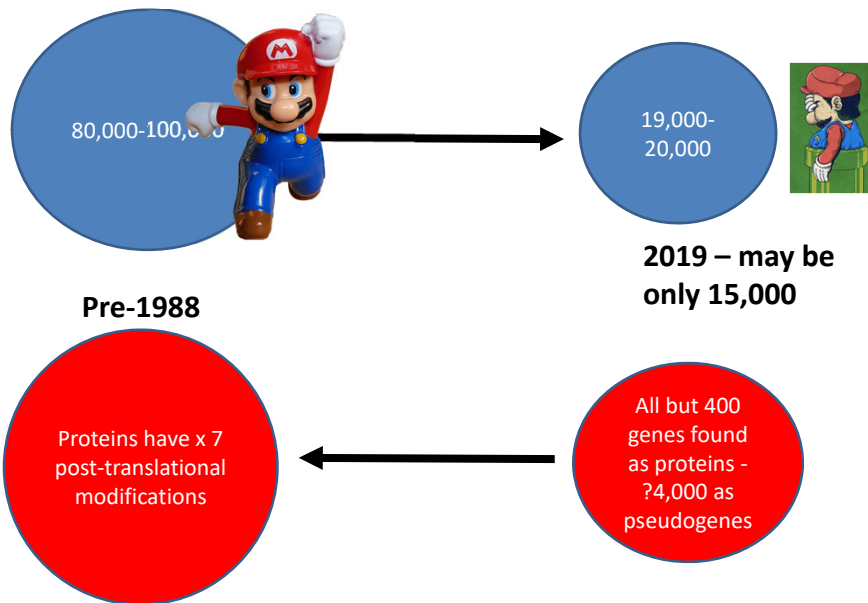 80,000-100,000
M
19,000-
20,000
2019 – may be
only 15,000
Pre-1988
Proteins have x 7
post-translational
modifications
All but 400
genes found
as proteins -
?4,000 as
pseudogenes